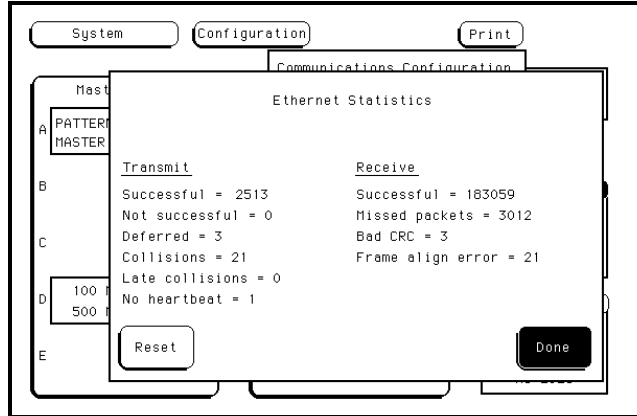 System
Configuration
Print
Communications Configuration
Mast
A
PATTERN
MASTER
B
C
D
100
500
E
Ethernet Statistics
Transmit
Successful = 2513
Not successful = 0
Deferred = 3
Collisions = 21
Late collisions = 0
No heartbeat = 1
Receive
Successful = 183059
Missed packets = 3012
Bad CRC = 3
Frame align error = 21
Reset
Done